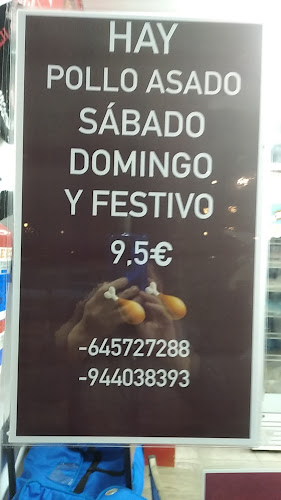 HAY
POLLO ASADO
SÁBADO
DOMINGO
Y FESTIVO
9,5€
-645727288
-944038393